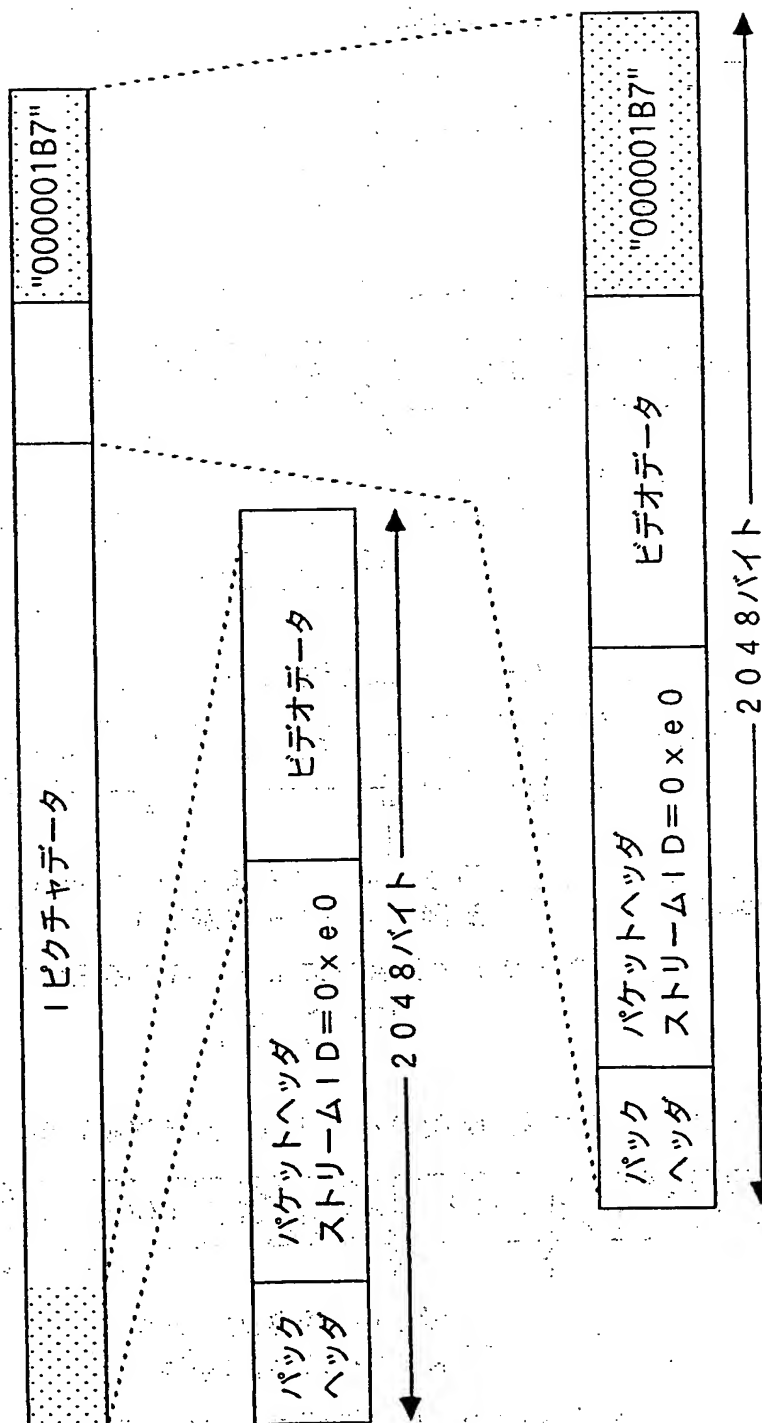 1ピクチャデータ
"000001B7"
パック
ヘッダ
パケットヘッダ
ストリームID=0xe0
ビデオデータ
2048バイト
パック
ヘッダ
パケットヘッダ
ストリームID=0xe0
ビデオデータ
"000001B7"
2048バイト